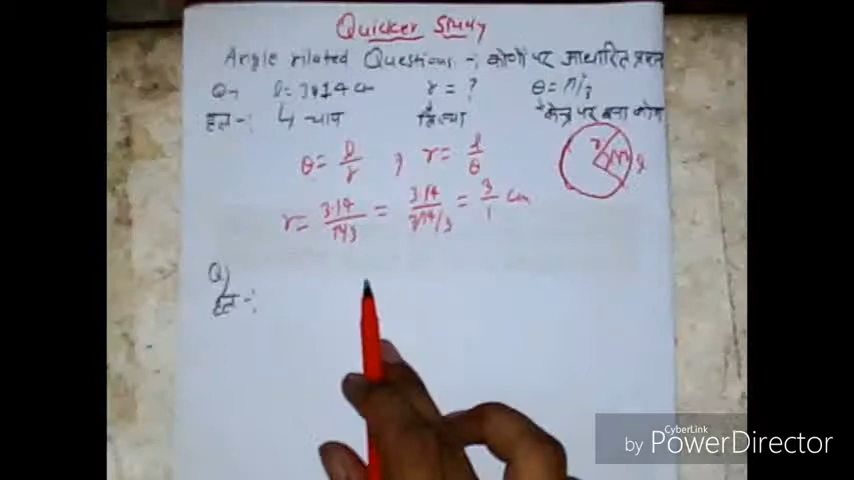 Quicker Study
Angle rilated Questions -: कोणों पर आधारित प्रश्न
Q→ l = 3.14 cm r = ? θ = π/3
हल -: ↳ चाप त्रिज्या केन्द्र पर बना कोण
θ = l/r , r = l/θ
r = 3.14/π/3 = 3.14/3.14/3 = 3/1 cm
r l
Q)
हल -:
CyberLink
by PowerDirector